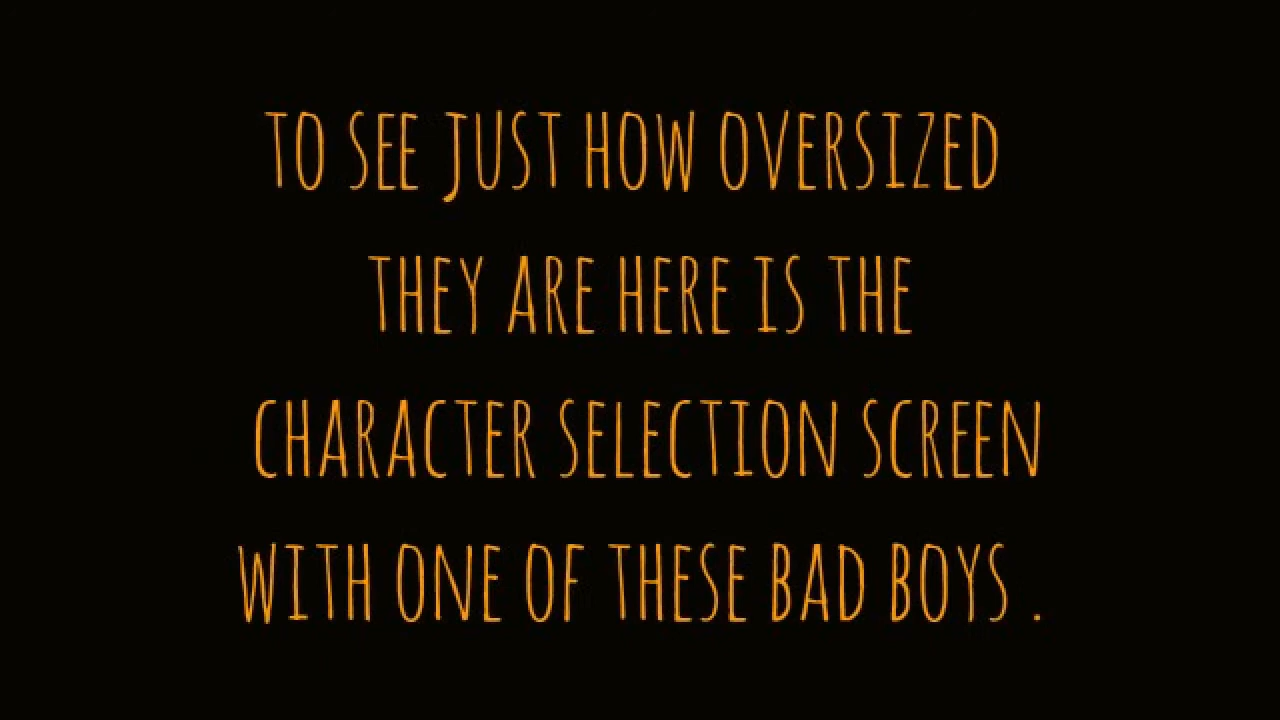 TO SEE JUST HOW OVERSIZED
THEY ARE HERE IS THE
CHARACTER SELECTION SCREEN
WITH ONE OF THESE BAD BOYS .